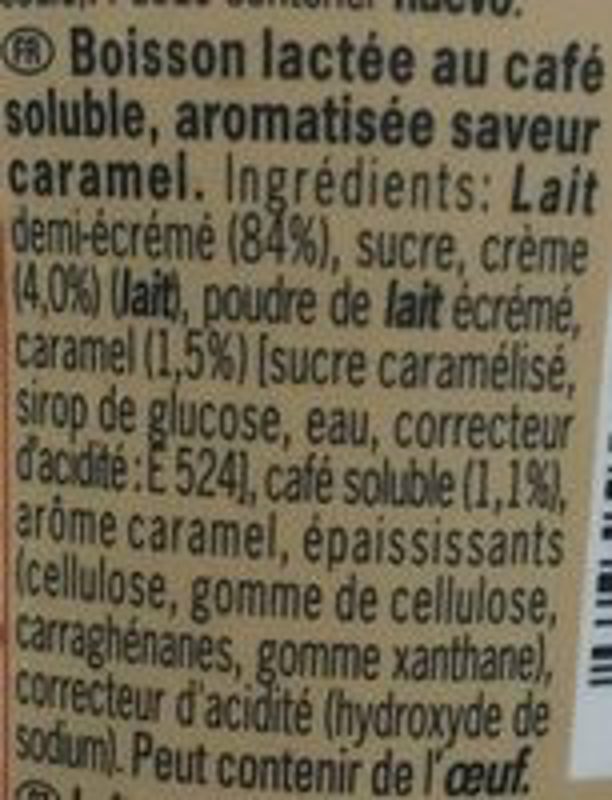 nuevo.
FR Boisson lactée au café
soluble, aromatisée saveur
caramel. Ingrédients: Lait
demi-écrémé (84%), sucre, crème
(4,0%) (lait), poudre de lait écrémé,
caramel (1,5%) [sucre caramélisé,
sirop de glucose, eau, correcteur
d'acidité : E 524], café soluble (1,1%),
arôme caramel, épaississants
(cellulose, gomme de cellulose,
carraghénanes, gomme xanthane),
correcteur d'acidité (hydroxyde de
sodium). Peut contenir de l'œuf.